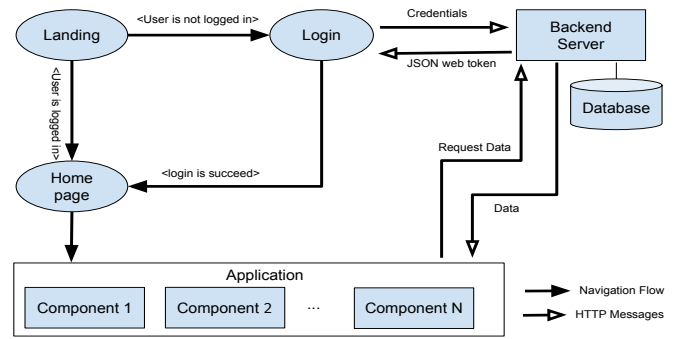 Landing
<User is not logged in>
Login
Credentials
JSON web token
Backend
Server
Database
<User is logged
in>
Home
page
<login is succeed>
Request Data
Data
Application
Component 1
Component 2
...
Component N
Navigation Flow
HTTP Messages